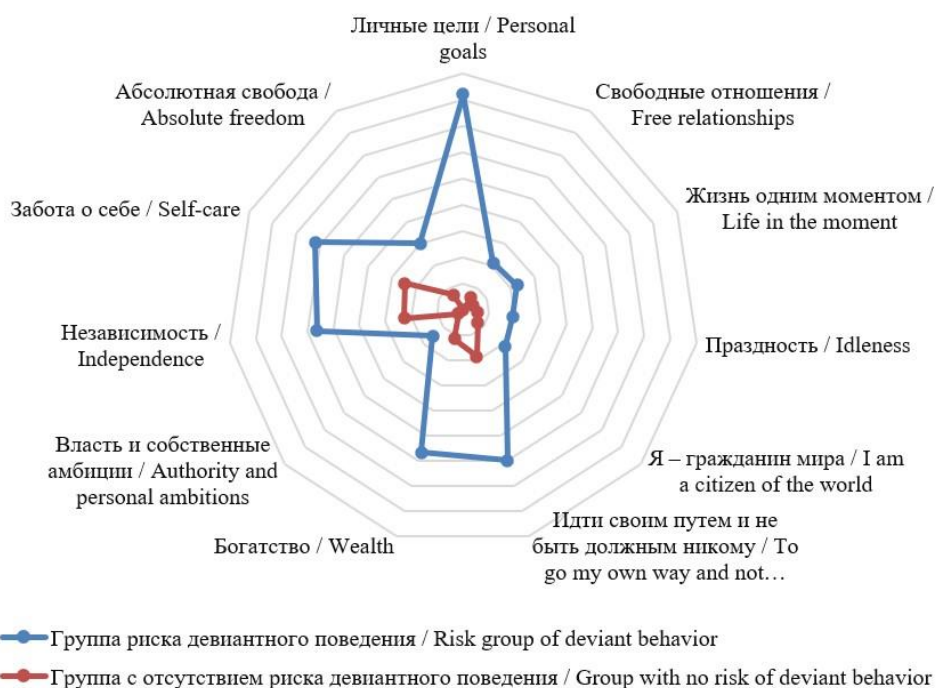 Личные цели / Personal
goals
Абсолютная свобода /
Absolute freedom
Свободные отношения /
Free relationships
Забота о себе / Self-care
Жизнь одним моментом /
Life in the moment
Независимость /
Independence
Праздность / Idleness
Власть и собственные
амбиции / Authority and
personal ambitions
Я – гражданин мира / I am
a citizen of the world
Богатство / Wealth
Идти своим путем и не
быть должным никому / To
go my own way and not…
Группа риска девиантного поведения / Risk group of deviant behavior
Группа с отсутствием риска девиантного поведения / Group with no risk of deviant behavior